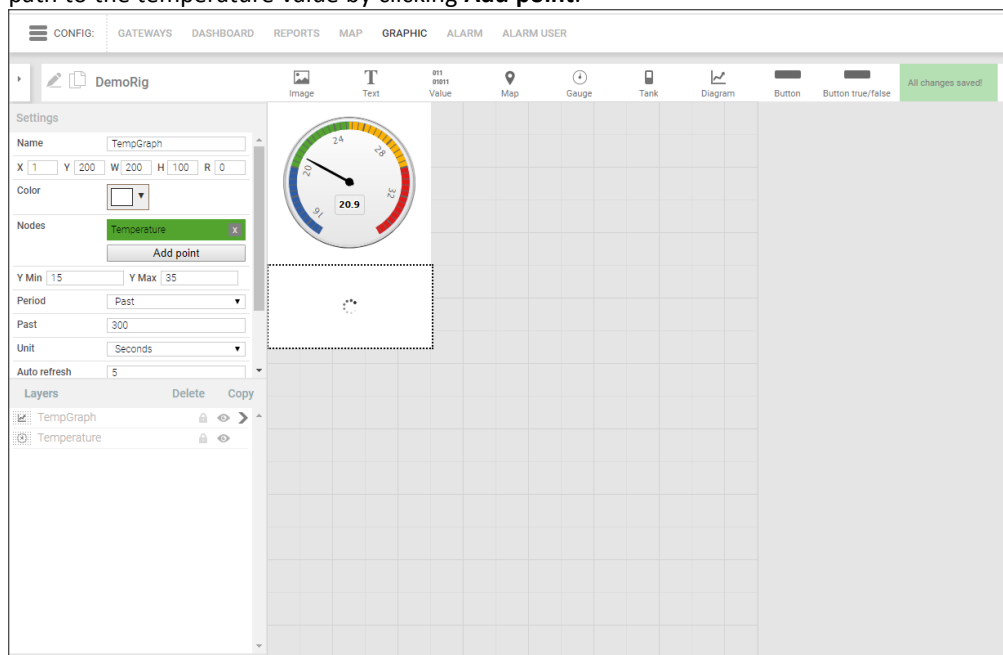 path to the temperature value by clicking Add point.
CONFIG: GATEWAYS DASHBOARD REPORTS MAP GRAPHIC ALARM ALARM USER
DemoRig
Image
Text
011
01011
Value
Map
Gauge
Tank
Diagram
Button
Button true/false
All changes saved!
Settings
Name TempGraph
X 1 Y 200 W 200 H 100 R 0
Color
Nodes Temperature X
Add point
Y Min 15 Y Max 35
Period Past
Past 300
Unit Seconds
Auto refresh 5
Layers Delete Copy
TempGraph
Temperature
16
20
24
28
32
20.9